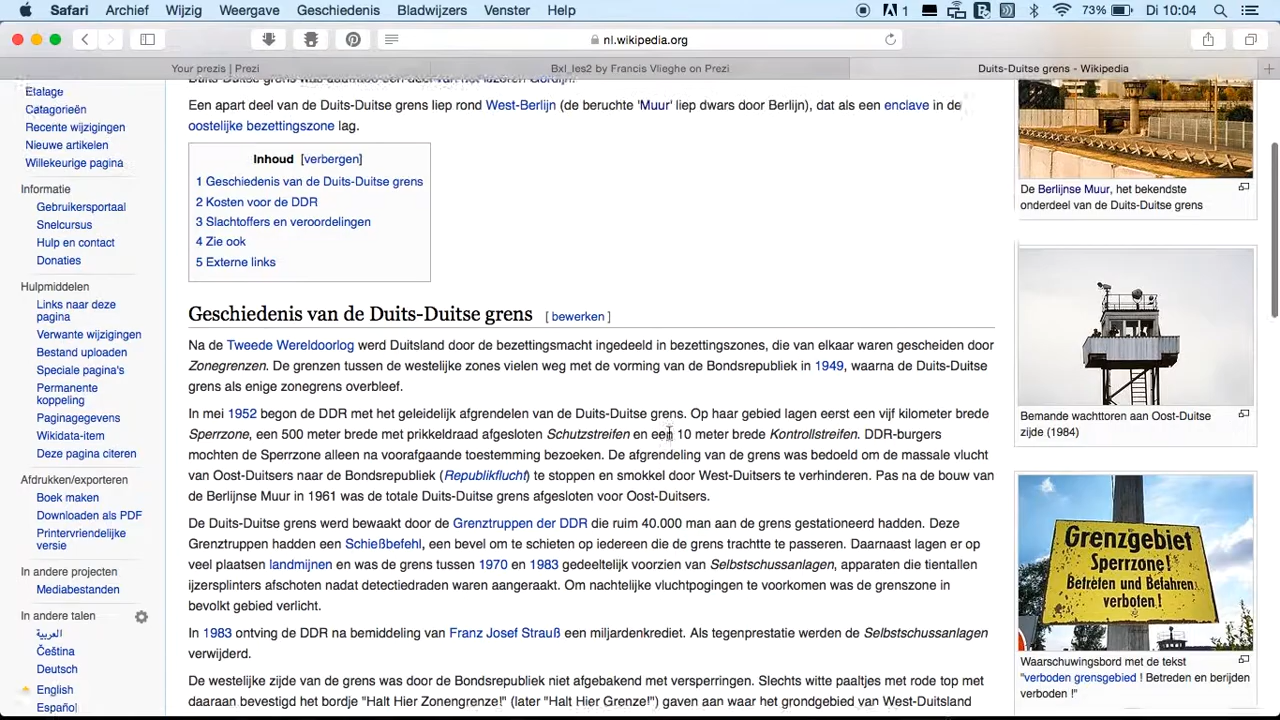 Safari Archief Wijzig Weergave Geschiedenis Bladwijzers Venster Help
1 73% Di 10:04
nl.wikipedia.org
Your prezis | Prezi
Bxl_les2 by Francis Vlieghe on Prezi
Duits-Duitse grens - Wikipedia
Etalage
Catagorieën
Recente wijzigingen
Nieuwe artikelen
Willekeurige pagina
Informatie
Gebruikersportaal
Snelcursus
Hulp en contact
Donaties
Hulpmiddelen
Links naar deze
pagina
Verwante wijzigingen
Bestand uploaden
Speciale pagina's
Permanente
koppeling
Paginagegevens
Wikidata-item
Deze pagina citeren
Afdrukken/exporteren
Boek maken
Downloaden als PDF
Printervriendelijke
versie
In andere projecten
Mediabestanden
In andere talen
العربية
Čeština
Deutsch
English
Español
Een apart deel van de Duits-Duitse grens liep rond West-Berlijn (de beruchte 'Muur' liep dwars door Berlijn), dat als een enclave in de
oostelijke bezettingszone lag.
Inhoud [verbergen]
1 Geschiedenis van de Duits-Duitse grens
2 Kosten voor de DDR
3 Slachtoffers en veroordelingen
4 Zie ook
5 Externe links
Geschiedenis van de Duits-Duitse grens [ bewerken ]
Na de Tweede Wereldoorlog werd Duitsland door de bezettingsmacht ingedeeld in bezettingszones, die van elkaar waren gescheiden door
Zonegrenzen. De grenzen tussen de westelijke zones vielen weg met de vorming van de Bondsrepubliek in 1949, waarna de Duits-Duitse
grens als enige zonegrens overbleef.
In mei 1952 begon de DDR met het geleidelijk afgrendelen van de Duits-Duitse grens. Op haar gebied lagen eerst een vijf kilometer brede
Sperrzone, een 500 meter brede met prikkeldraad afgesloten Schutzstreifen en een 10 meter brede Kontrollstreifen. DDR-burgers
mochten de Sperrzone alleen na voorafgaande toestemming bezoeken. De afgrendeling van de grens was bedoeld om de massale vlucht
van Oost-Duitsers naar de Bondsrepubliek (Republikflucht) te stoppen en smokkel door West-Duitsers te verhinderen. Pas na de bouw van
de Berlijnse Muur in 1961 was de totale Duits-Duitse grens afgesloten voor Oost-Duitsers.
De Duits-Duitse grens werd bewaakt door de Grenztruppen der DDR die ruim 40.000 man aan de grens gestationeerd hadden. Deze
Grenztruppen hadden een Schießbefehl, een bevel om te schieten op iedereen die de grens trachtte te passeren. Daarnaast lagen er op
veel plaatsen landmijnen en was de grens tussen 1970 en 1983 gedeeltelijk voorzien van Selbstschussanlagen, apparaten die tientallen
ijzersplinters afschoten nadat detectiedraden waren aangeraakt. Om nachtelijke vluchtpogingen te voorkomen was de grenszone in
bevolkt gebied verlicht.
In 1983 ontving de DDR na bemiddeling van Franz Josef Strauß een miljardenkrediet. Als tegenprestatie werden de Selbstschussanlagen
verwijderd.
De westelijke zijde van de grens was door de Bondsrepubliek niet afgebakend met versperringen. Slechts witte paaltjes met rode top met
daaraan bevestigd het bordje "Halt Hier Zonengrenze!" (later "Halt Hier Grenze!") gaven aan waar het grondgebied van West-Duitsland
De Berlijnse Muur, het bekendste
onderdeel van de Duits-Duitse grens
Bemande wachttoren aan Oost-Duitse
zijde (1984)
Grenzgebiet
Sperrzone!
Betreten und Befahren
verboten!
Waarschuwingsbord met de tekst
"verboden grensgebied ! Betreden en berijden
verboden !"